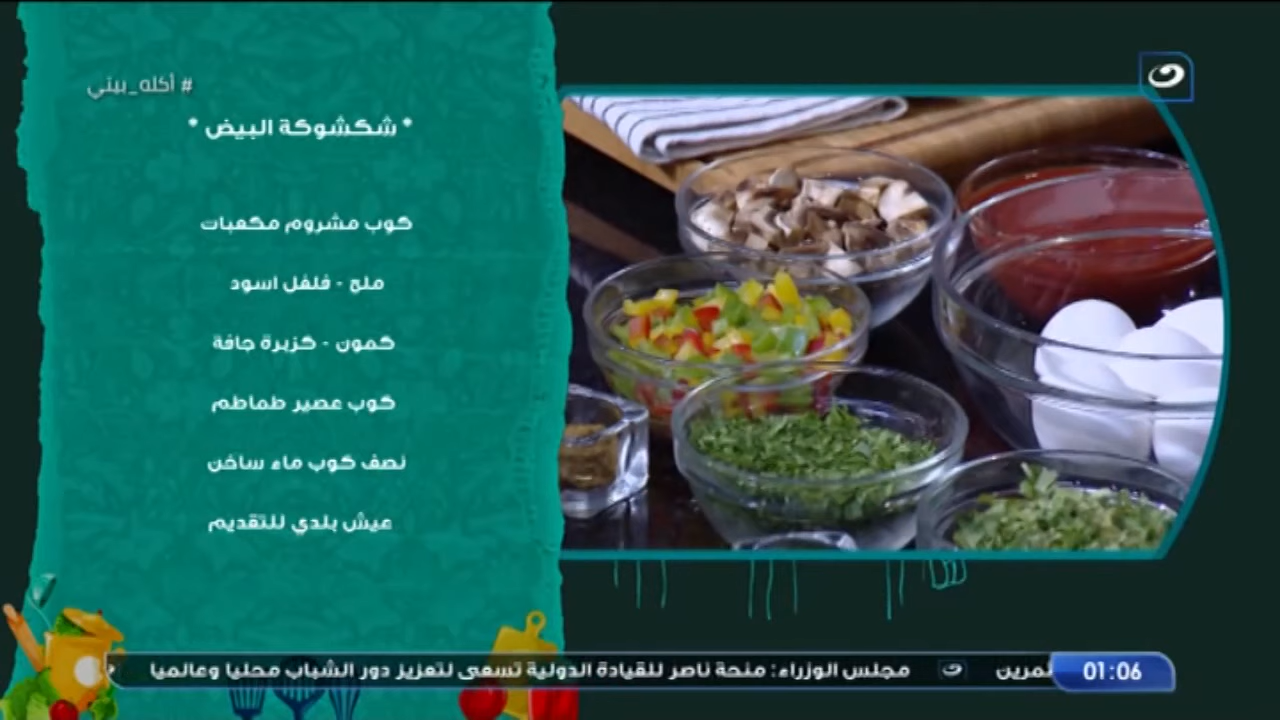 # أكله_بيتي
* شكشوكة البيض *
كوب مشروم مكعبات
ملح - فلفل اسود
كمون - كزبرة جافة
كوب عصير طماطم
نصف كوب ماء ساخن
عيش بلدي للتقديم
01:06 مجلس الوزراء: منحة ناصر للقيادة الدولية تسعى لتعزيز دور الشباب محليا وعالميا